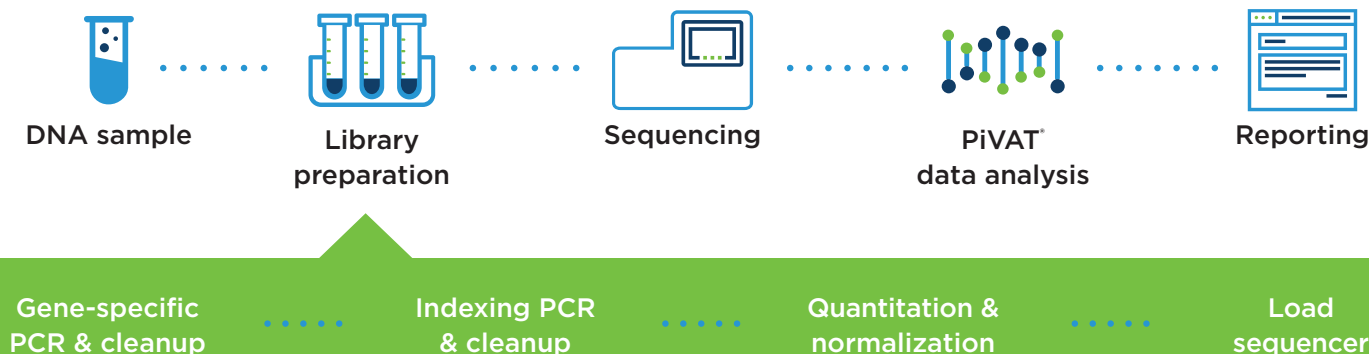 DNA sample
Library
preparation
Sequencing
PiVAT®
data analysis
Reporting
Gene-specific
PCR & cleanup
Indexing PCR
& cleanup
Quantitation &
normalization
Load
sequencer